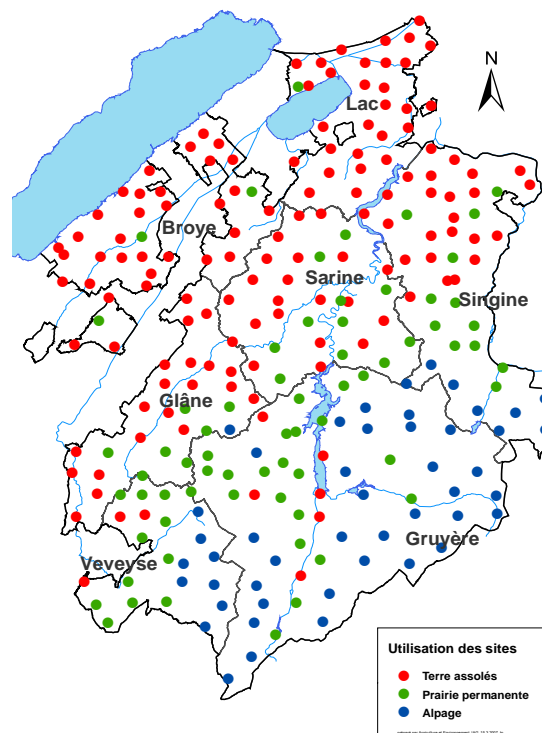 N
Lac
Broye
Sarine
Singine
Glâne
Gruyère
Veveyse
Utilisation des sites
Terre assolés
Prairie permanente
Alpage